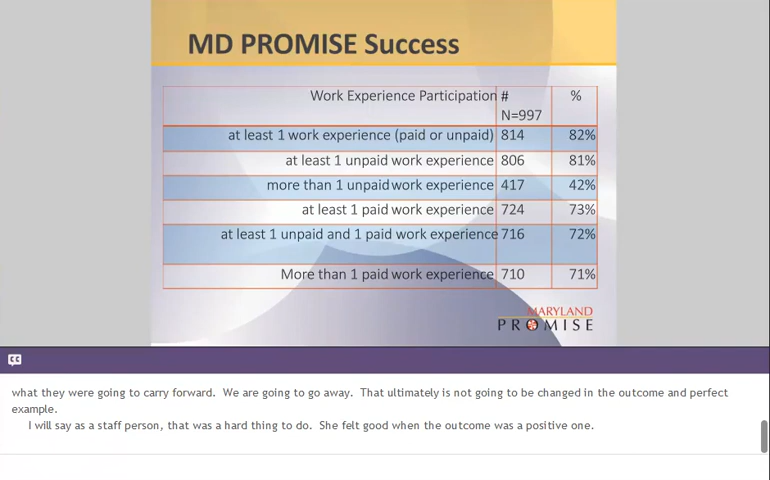 MD PROMISE Success
Work Experience Participation # %
N=997
at least 1 work experience (paid or unpaid) 814 82%
at least 1 unpaid work experience 806 81%
more than 1 unpaid work experience 417 42%
at least 1 paid work experience 724 73%
at least 1 unpaid and 1 paid work experience 716 72%
More than 1 paid work experience 710 71%
MARYLAND
PROMISE
CC
what they were going to carry forward.  We are going to go away.  That ultimately is not going to be changed in the outcome and perfect
example.
I will say as a staff person, that was a hard thing to do.  She felt good when the outcome was a positive one.